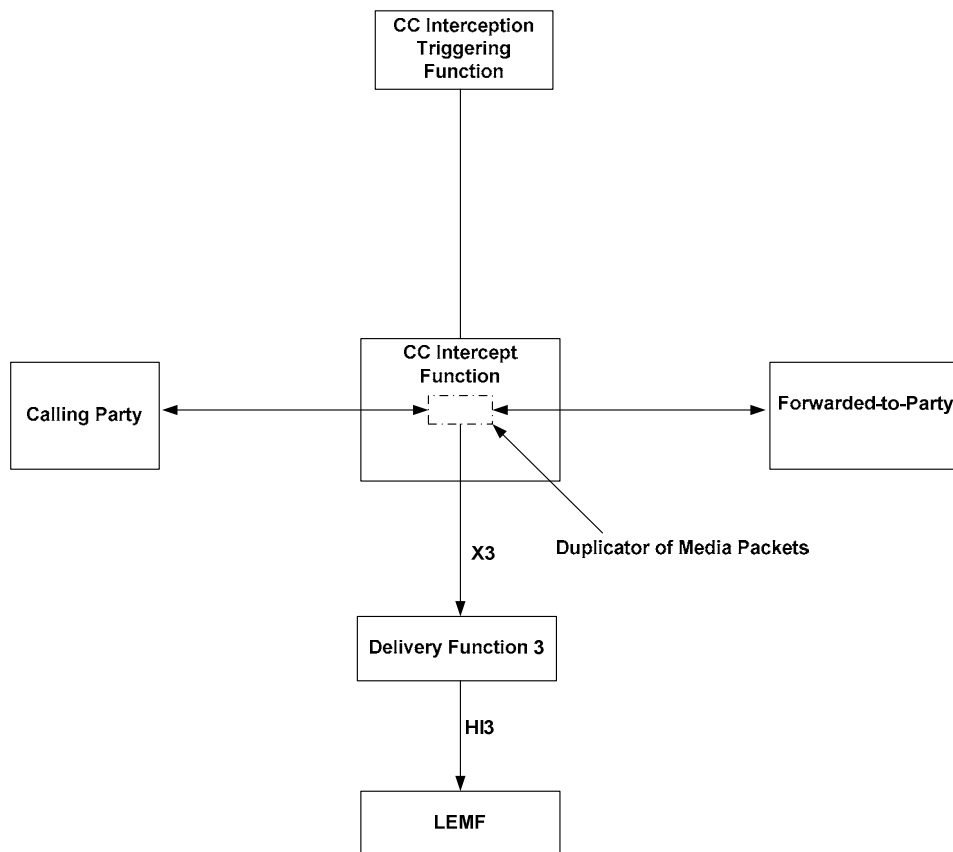 CC Interception
Triggering
Function
CC Intercept
Function
Calling Party
Forwarded-to-Party
Duplicator of Media Packets
X3
Delivery Function 3
HI3
LEMF